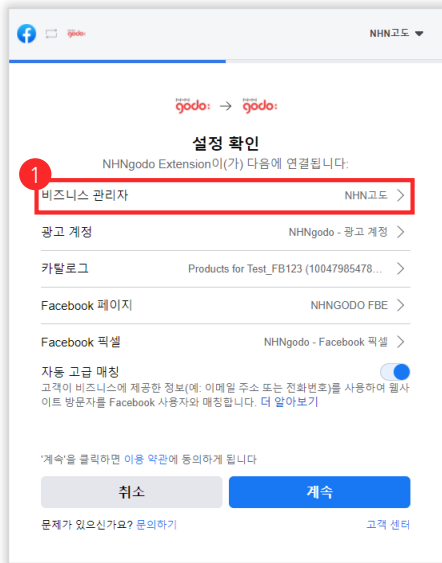 godo: NHN고도
godo: → godo:
설정 확인
NHNgodo Extension이(가) 다음에 연결됩니다:
1
비즈니스 관리자 NHN고도
광고 계정 NHNgodo - 광고 계정
카탈로그 Products for Test_FB123 (10047985478...
Facebook 페이지 NHNGODO FBE
Facebook 픽셀 NHNgodo - Facebook 픽셀
자동 고급 매칭
고객이 비즈니스에 제공한 정보(예: 이메일 주소 또는 전화번호)를 사용하여 웹사
이트 방문자를 Facebook 사용자와 매칭합니다. 더 알아보기
'계속'을 클릭하면 이용 약관에 동의하게 됩니다
취소 계속
문제가 있으신가요? 문의하기 고객 센터